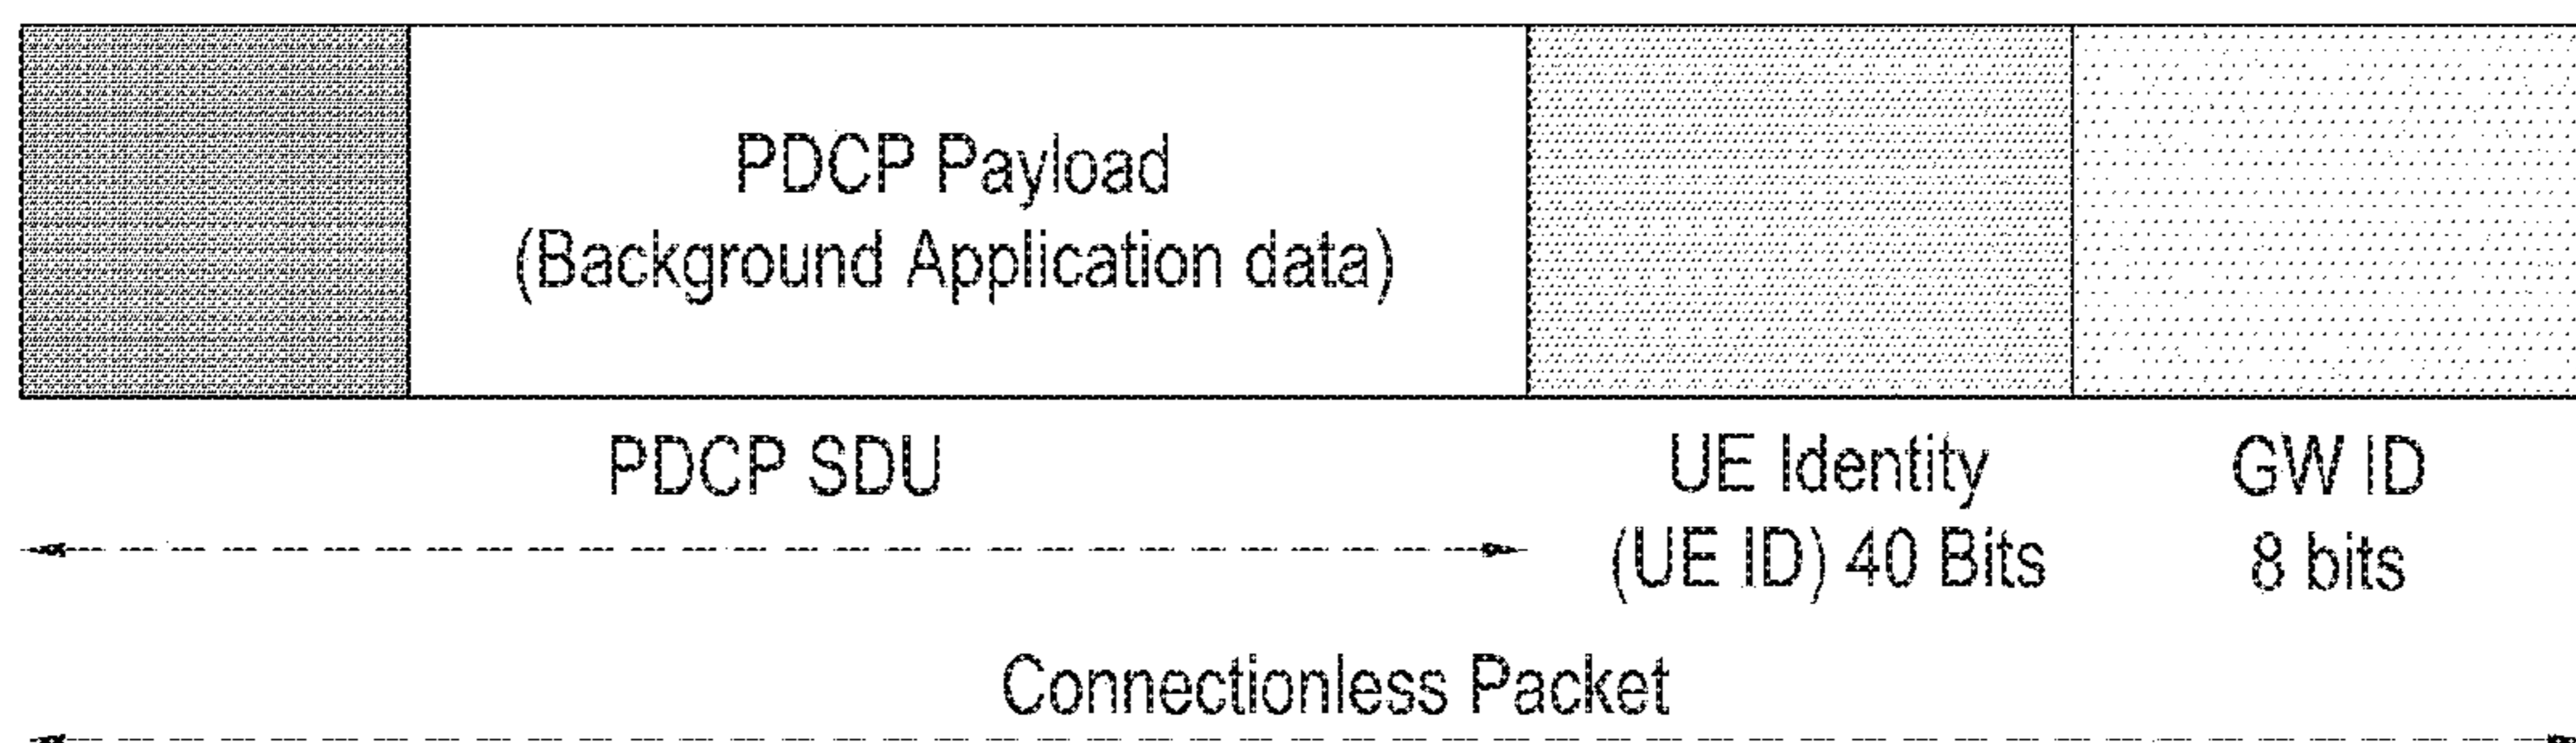 PDCP Payload
(Background Application data)
PDCP SDU
UE Identity
(UE ID) 40 Bits
GW ID
8 bits
Connectionless Packet